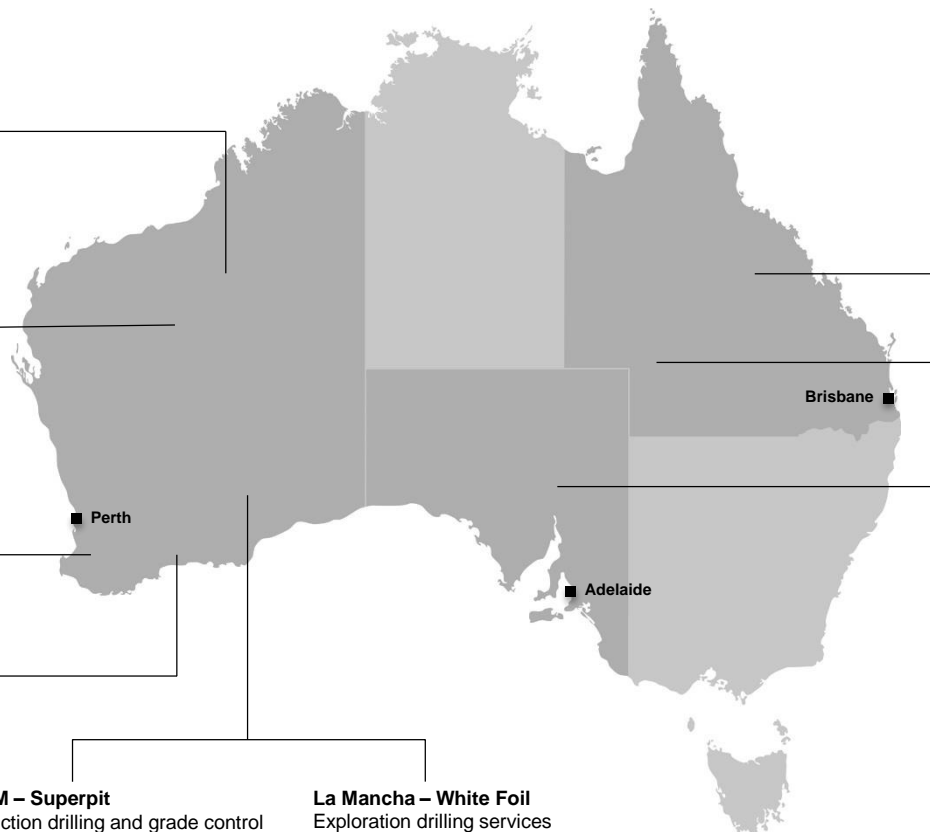 Brisbane
Perth
Adelaide
M – Superpit
ction drilling and grade control
La Mancha – White Foil
Exploration drilling services